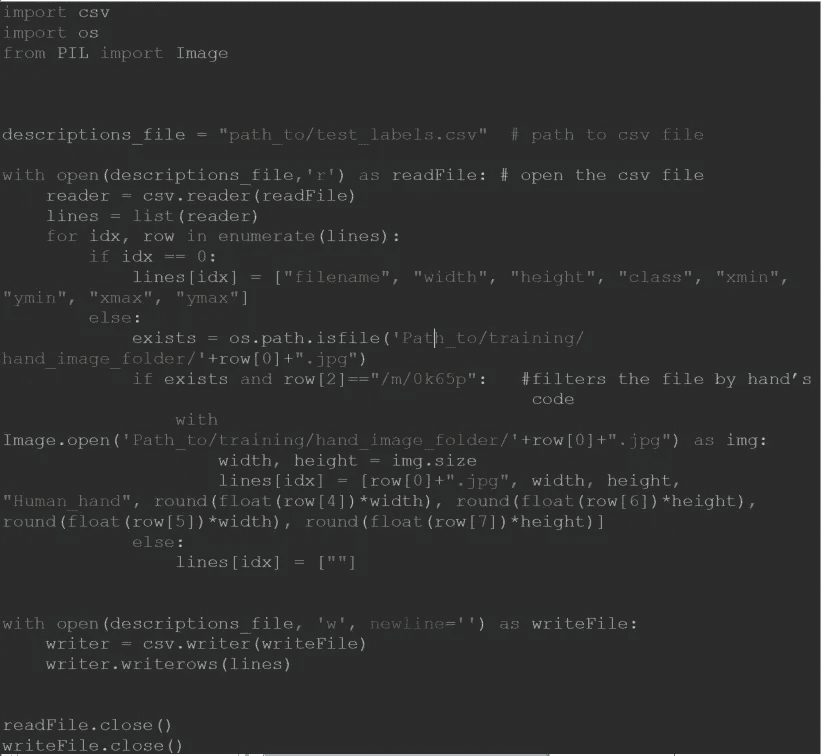 import csv
import os
from PIL import Image
descriptions_file = "path_to/test_labels.csv"  # path to csv file
with open(descriptions_file,'r') as readFile: # open the csv file
    reader = csv.reader(readFile)
    lines = list(reader)
    for idx, row in enumerate(lines):
        if idx == 0:
            lines[idx] = ["filename", "width", "height", "class", "xmin",
"ymin", "xmax", "ymax"]
        else:
            exists = os.path.isfile('Path_to/training/
hand_image_folder/'+row[0]+".jpg")
            if exists and row[2]=="/m/0k65p":   #filters the file by hand's
                                                 code
                with
Image.open('Path_to/training/hand_image_folder/'+row[0]+".jpg") as img:
                    width, height = img.size
                    lines[idx] = [row[0]+".jpg", width, height,
"Human_hand", round(float(row[4])*width), round(float(row[6])*height),
round(float(row[5])*width), round(float(row[7])*height)]
            else:
                lines[idx] = [""]
with open(descriptions_file, 'w', newline='') as writeFile:
    writer = csv.writer(writeFile)
    writer.writerows(lines)
readFile.close()
writeFile.close()